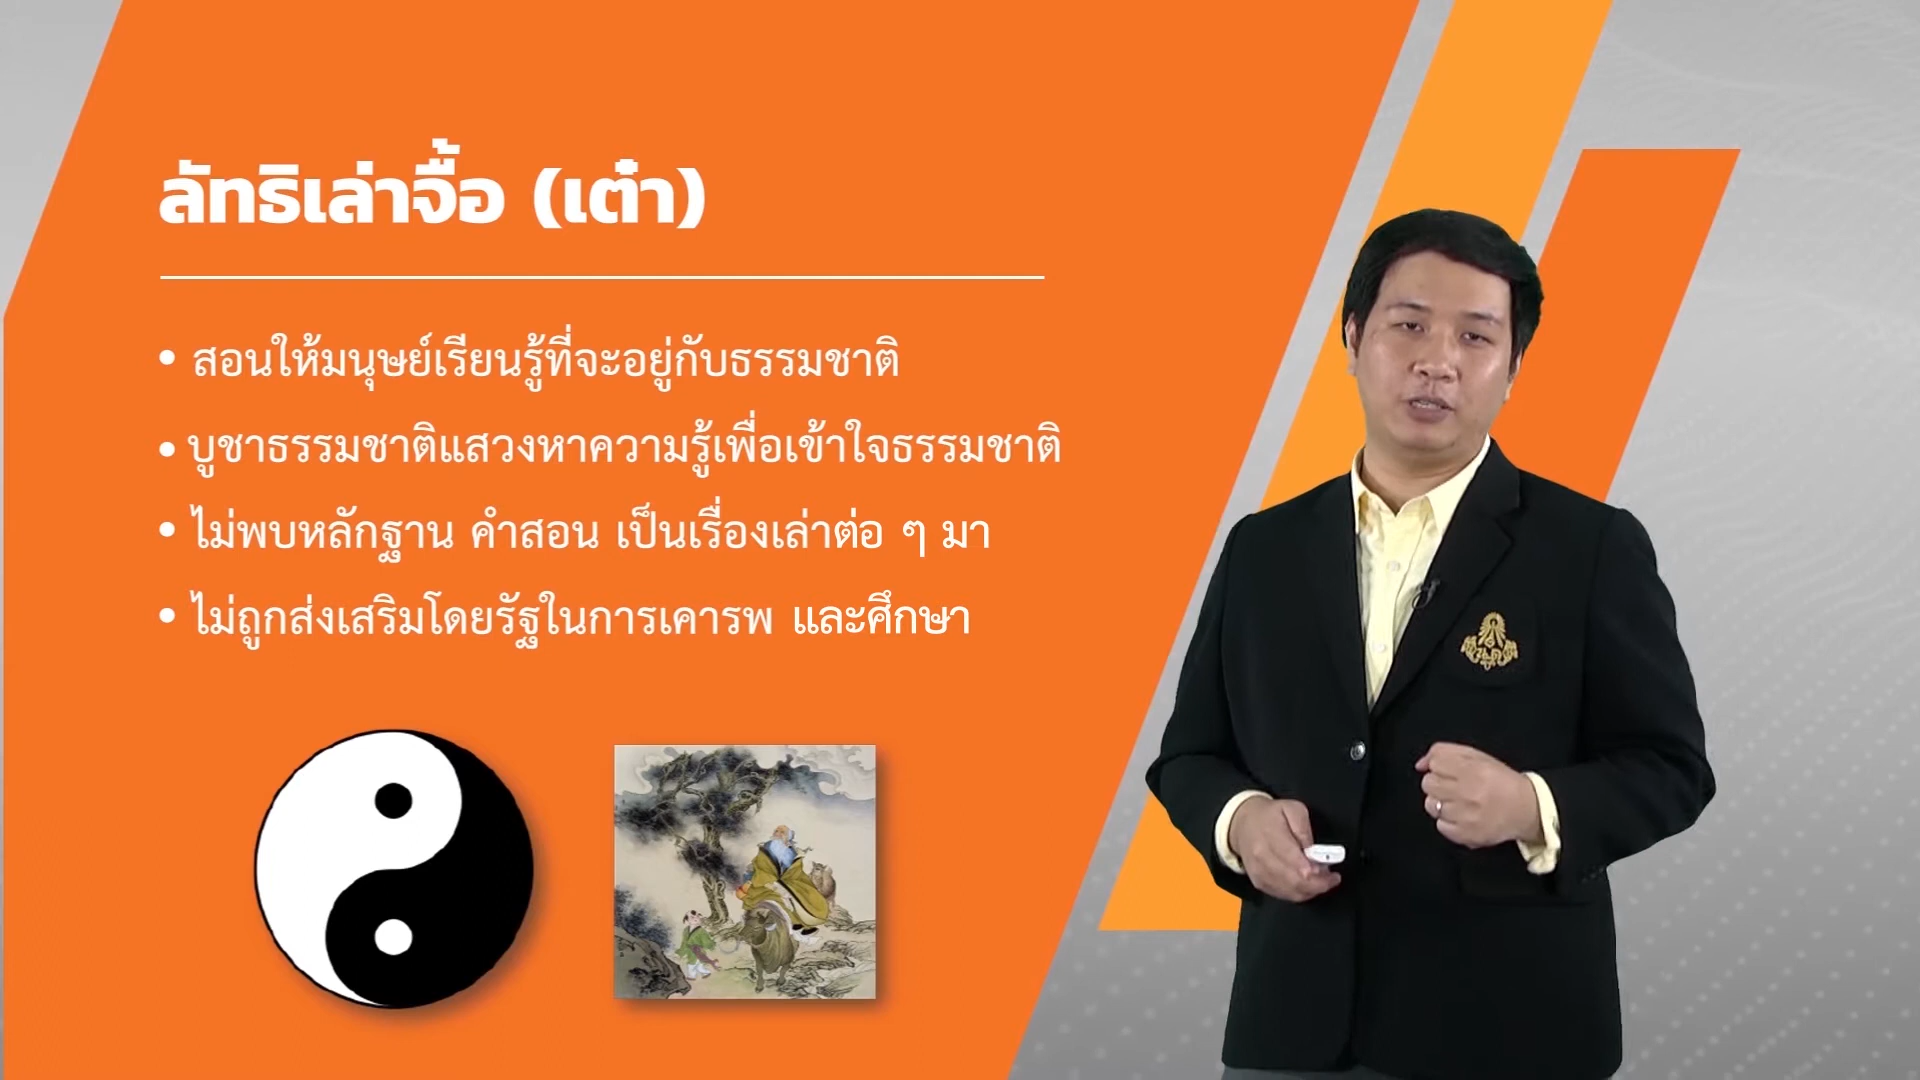 ลัทธิเล่าจื้อ (เต๋า)
• สอนให้มนุษย์เรียนรู้ที่จะอยู่กับธรรมชาติ
• บูชาธรรมชาติแสวงหาความรู้เพื่อเข้าใจธรรมชาติ
• ไม่พบหลักฐาน คำสอน เป็นเรื่องเล่าต่อ ๆ มา
• ไม่ถูกส่งเสริมโดยรัฐในการเคารพ และศึกษา